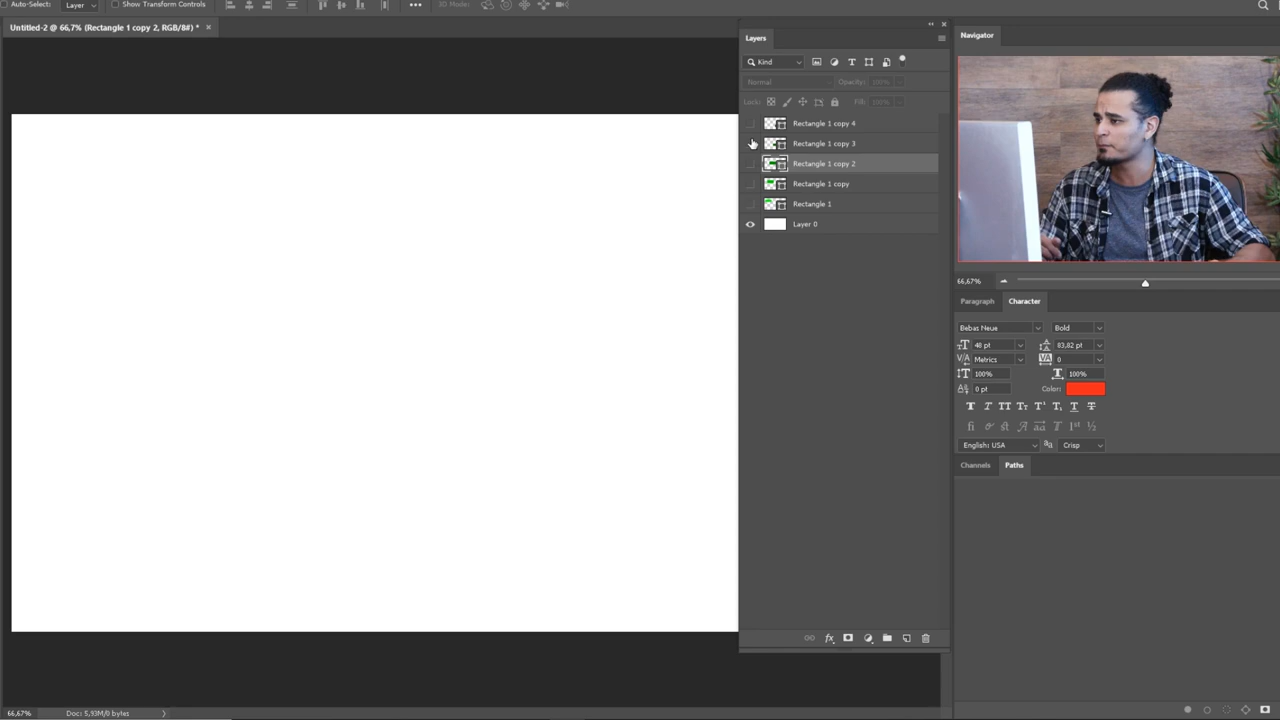 Auto-Select: Layer Show Transform Controls 3D Mode:
Untitled-2 @ 66,7% (Rectangle 1 copy 2, RGB/8#) *
Layers
Kind
Normal Opacity: 100%
Lock: Fill: 100%
Rectangle 1 copy 4
Rectangle 1 copy 3
Rectangle 1 copy 2
Rectangle 1 copy
Rectangle 1
Layer 0
fx
Navigator
66,67%
Paragraph Character
Bebas Neue Bold
48 pt 83,82 pt
Metrics 0
100% 100%
0 pt Color:
English: USA Crisp
Channels Paths
66,67% Doc: 5,93M/0 bytes